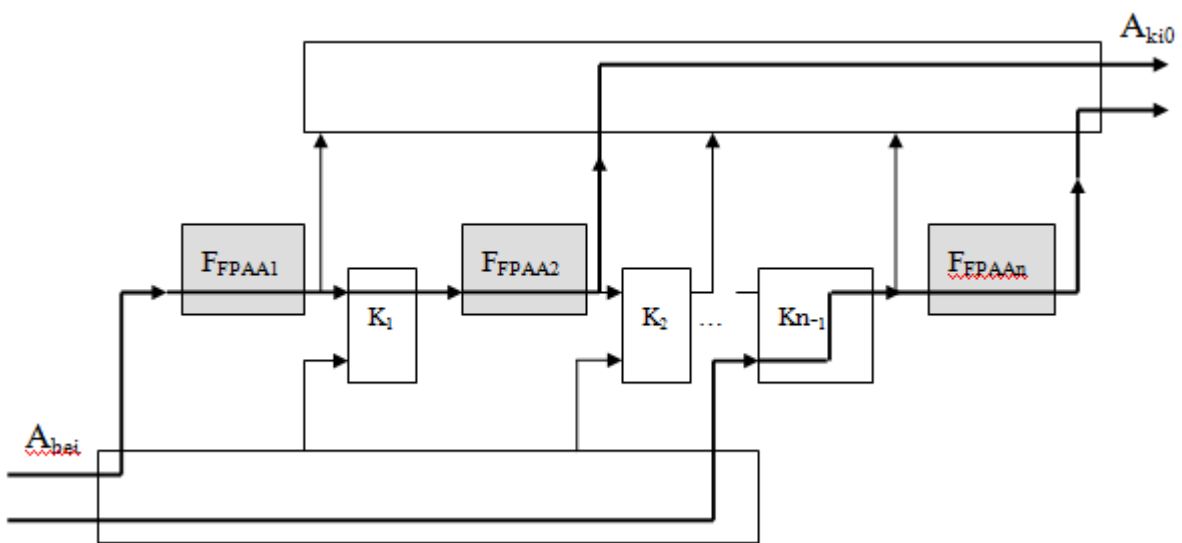 A_ki0
F_FPAA1
F_FPAA2
F_FPAAn
K_1
K_2
...
Kn-_1
A_bei